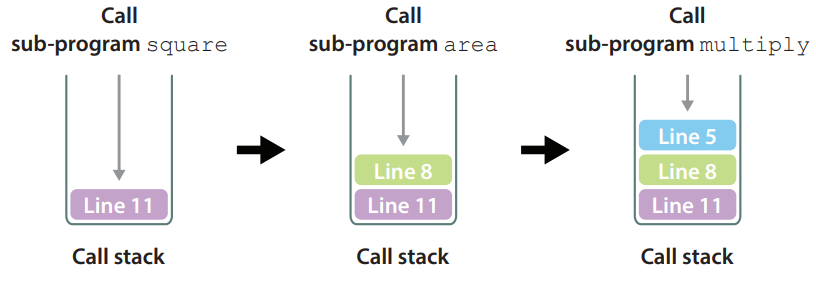 Call
sub-program square
Line 11
Call stack
Call
sub-program area
Line 8
Line 11
Call stack
Call
sub-program multiply
Line 5
Line 8
Line 11
Call stack